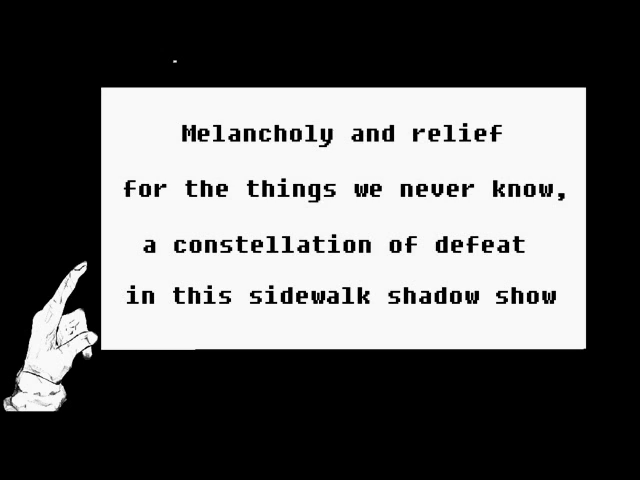 Melancholy and relief
for the things we never know,
a constellation of defeat
in this sidewalk shadow show